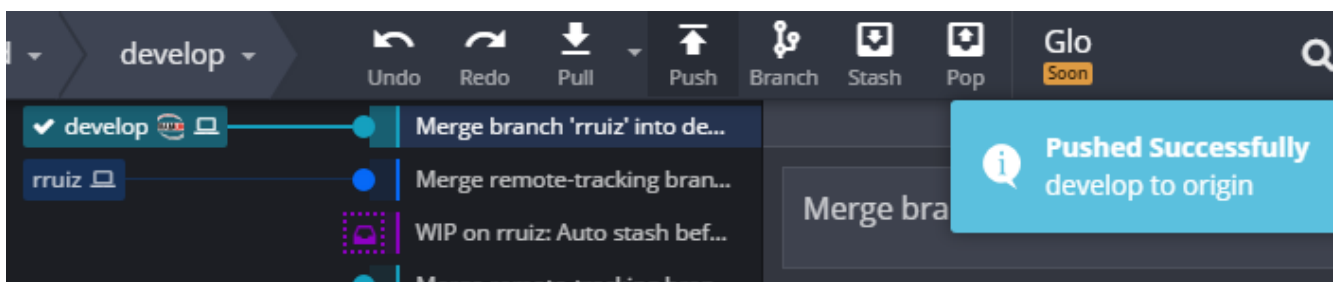 develop
Undo
Redo
Pull
Push
Branch
Stash
Pop
Glo
Soon
develop
Merge branch 'rruiz' into de...
Pushed Successfully
develop to origin
rruiz
Merge remote-tracking bran...
Merge bra
WIP on rruiz: Auto stash bef...